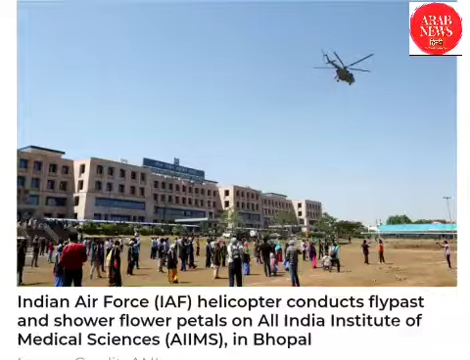 ARAB
NEWS
हिन्दी
Indian Air Force (IAF) helicopter conducts flypast
and shower flower petals on All India Institute of
Medical Sciences (AIIMS), in Bhopal